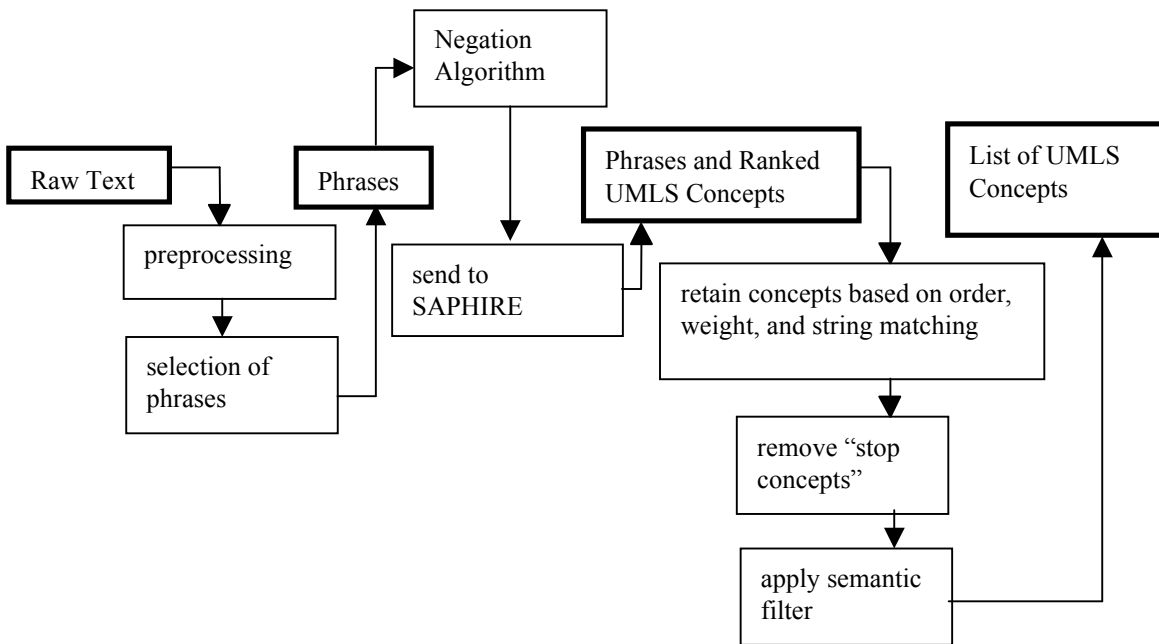 Raw Text
preprocessing
selection of
phrases
Phrases
Negation
Algorithm
send to
SAPHIRE
Phrases and Ranked
UMLS Concepts
retain concepts based on order,
weight, and string matching
remove “stop
concepts”
apply semantic
filter
List of UMLS
Concepts